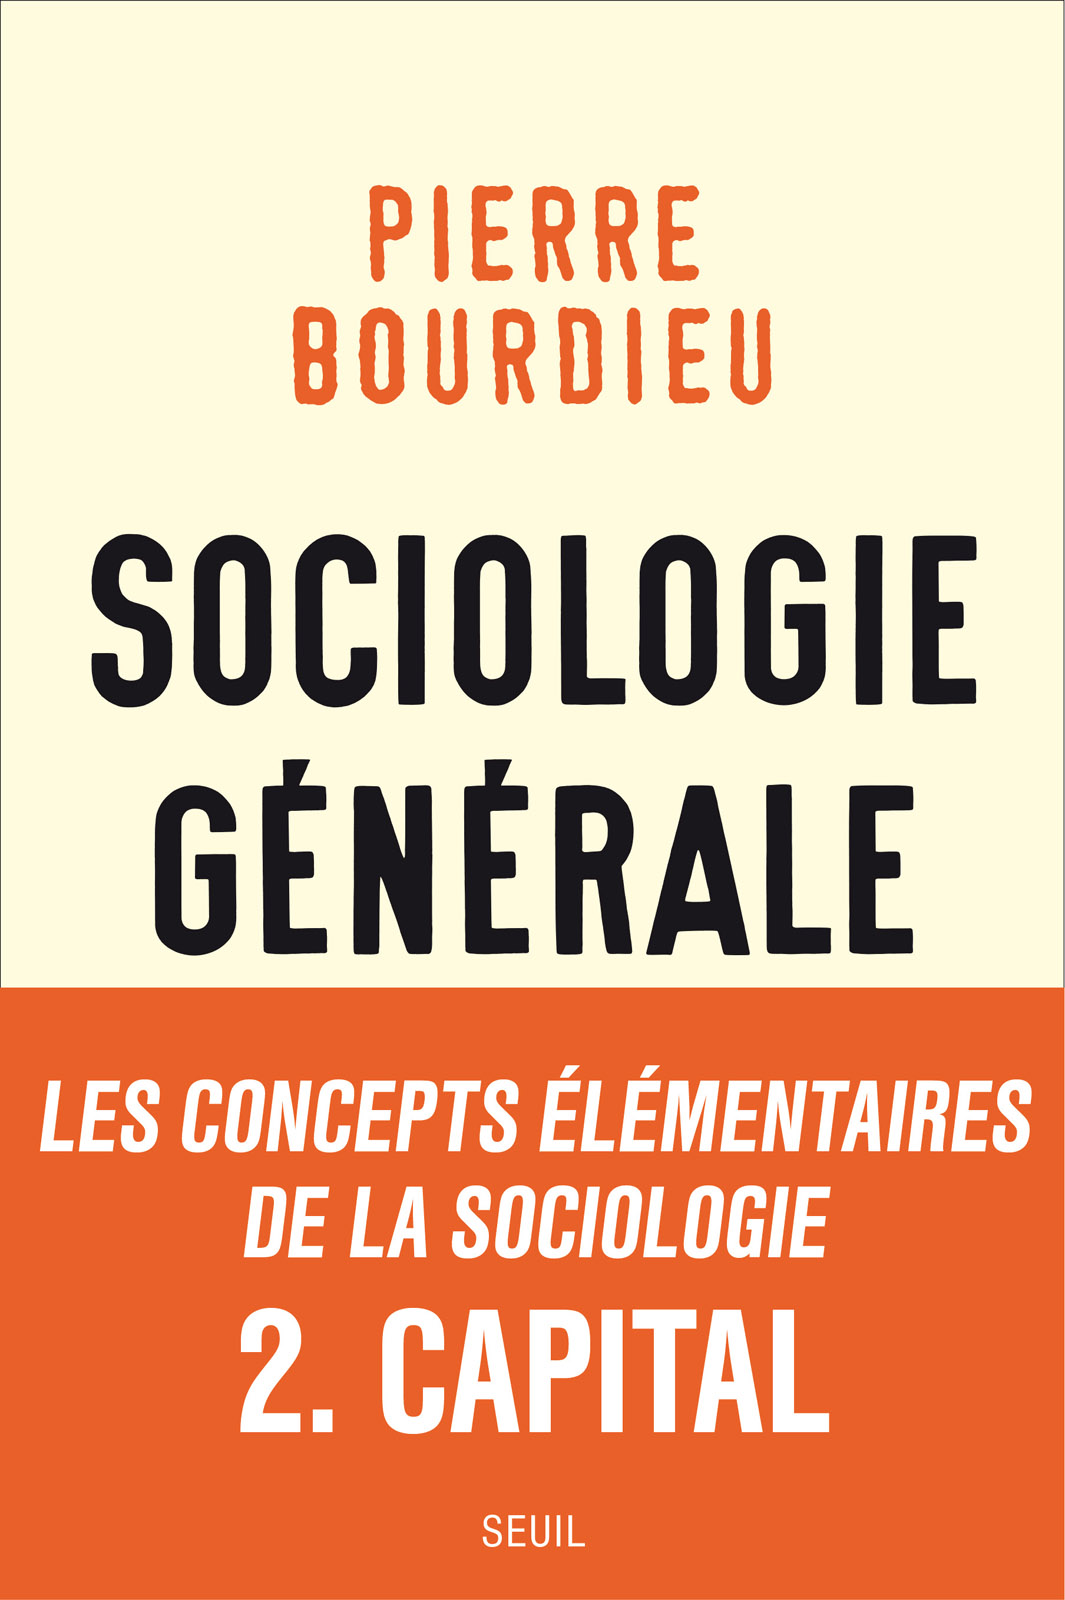 PIERRE
BOURDIEU
SOCIOLOGIE
GÉNÉRALE
LES CONCEPTS ÉLÉMENTAIRES
DE LA SOCIOLOGIE
2. CAPITAL
SEUIL